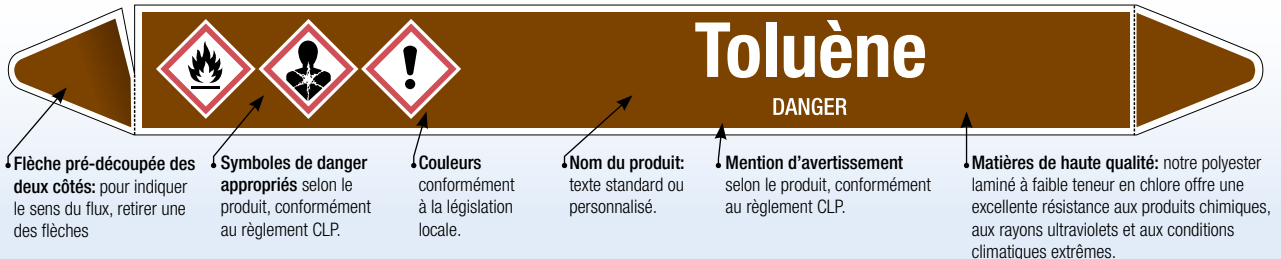 Toluène
DANGER
Flèche pré-découpée des
deux côtés: pour indiquer
le sens du flux, retirer une
des flèches
Symboles de danger
appropriés selon le
produit, conformément
au règlement CLP.
Couleurs
conformément
à la législation
locale.
Nom du produit:
texte standard ou
personnalisé.
Mention d'avertissement
selon le produit, conformément
au règlement CLP.
Matières de haute qualité: notre polyester
laminé à faible teneur en chlore offre une
excellente résistance aux produits chimiques,
aux rayons ultraviolets et aux conditions
climatiques extrêmes.